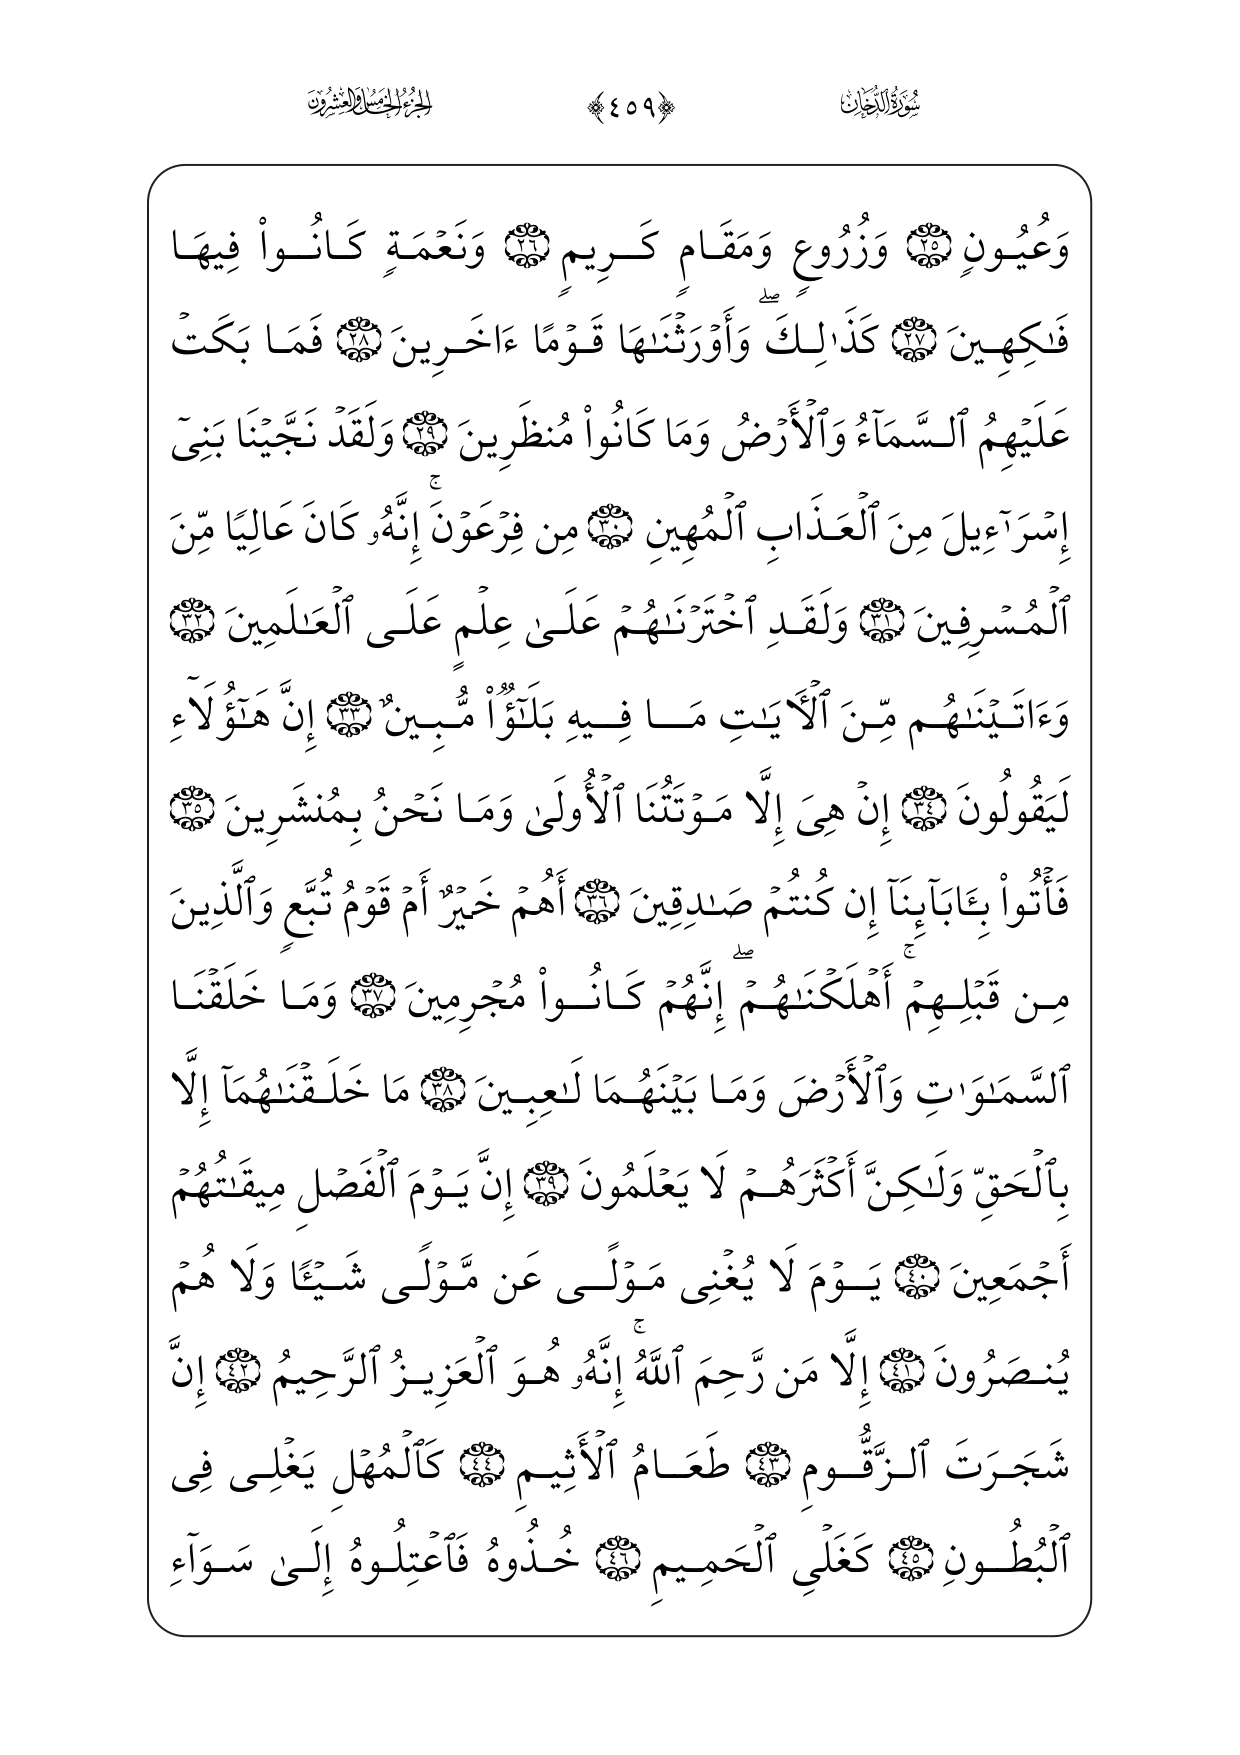 سُورَةُ الدُّخَان ﴿٤٥٩﴾ الجُزْءُ الخَامِسُ وَالعِشْرُونَ
وَعُيُونٍ ٢٥ وَزُرُوعٍ وَمَقَامٍ كَرِيمٍ ٢٦ وَنَعْمَةٍ كَانُوا۟ فِيهَا
فَـٰكِهِينَ ٢٧ كَذَٰلِكَ ۖ وَأَوْرَثْنَـٰهَا قَوْمًا ءَاخَرِينَ ٢٨ فَمَا بَكَتْ
عَلَيْهِمُ ٱلسَّمَآءُ وَٱلْأَرْضُ وَمَا كَانُوا۟ مُنظَرِينَ ٢٩ وَلَقَدْ نَجَّيْنَا بَنِىٓ
إِسْرَٰٓءِيلَ مِنَ ٱلْعَذَابِ ٱلْمُهِينِ ٣٠ مِن فِرْعَوْنَ ۚ إِنَّهُۥ كَانَ عَالِيًا مِّنَ
ٱلْمُسْرِفِينَ ٣١ وَلَقَدِ ٱخْتَرْنَـٰهُمْ عَلَىٰ عِلْمٍ عَلَى ٱلْعَـٰلَمِينَ ٣٢
وَءَاتَيْنَـٰهُم مِّنَ ٱلْـَٔايَـٰتِ مَا فِيهِ بَلَـٰٓؤٌا۟ مُّبِينٌ ٣٣ إِنَّ هَـٰٓؤُلَآءِ
لَيَقُولُونَ ٣٤ إِنْ هِىَ إِلَّا مَوْتَتُنَا ٱلْأُولَىٰ وَمَا نَحْنُ بِمُنشَرِينَ ٣٥
فَأْتُوا۟ بِـَٔابَآئِنَآ إِن كُنتُمْ صَـٰدِقِينَ ٣٦ أَهُمْ خَيْرٌ أَمْ قَوْمُ تُبَّعٍ وَٱلَّذِينَ
مِن قَبْلِهِمْ ۚ أَهْلَكْنَـٰهُمْ ۖ إِنَّهُمْ كَانُوا۟ مُجْرِمِينَ ٣٧ وَمَا خَلَقْنَا
ٱلسَّمَـٰوَٰتِ وَٱلْأَرْضَ وَمَا بَيْنَهُمَا لَـٰعِبِينَ ٣٨ مَا خَلَقْنَـٰهُمَآ إِلَّا
بِٱلْحَقِّ وَلَـٰكِنَّ أَكْثَرَهُمْ لَا يَعْلَمُونَ ٣٩ إِنَّ يَوْمَ ٱلْفَصْلِ مِيقَـٰتُهُمْ
أَجْمَعِينَ ٤٠ يَوْمَ لَا يُغْنِى مَوْلًى عَن مَّوْلًى شَيْـًٔا وَلَا هُمْ
يُنصَرُونَ ٤١ إِلَّا مَن رَّحِمَ ٱللَّهُ ۚ إِنَّهُۥ هُوَ ٱلْعَزِيزُ ٱلرَّحِيمُ ٤٢ إِنَّ
شَجَرَتَ ٱلزَّقُّومِ ٤٣ طَعَامُ ٱلْأَثِيمِ ٤٤ كَٱلْمُهْلِ يَغْلِى فِى
ٱلْبُطُونِ ٤٥ كَغَلْىِ ٱلْحَمِيمِ ٤٦ خُذُوهُ فَٱعْتِلُوهُ إِلَىٰ سَوَآءِ